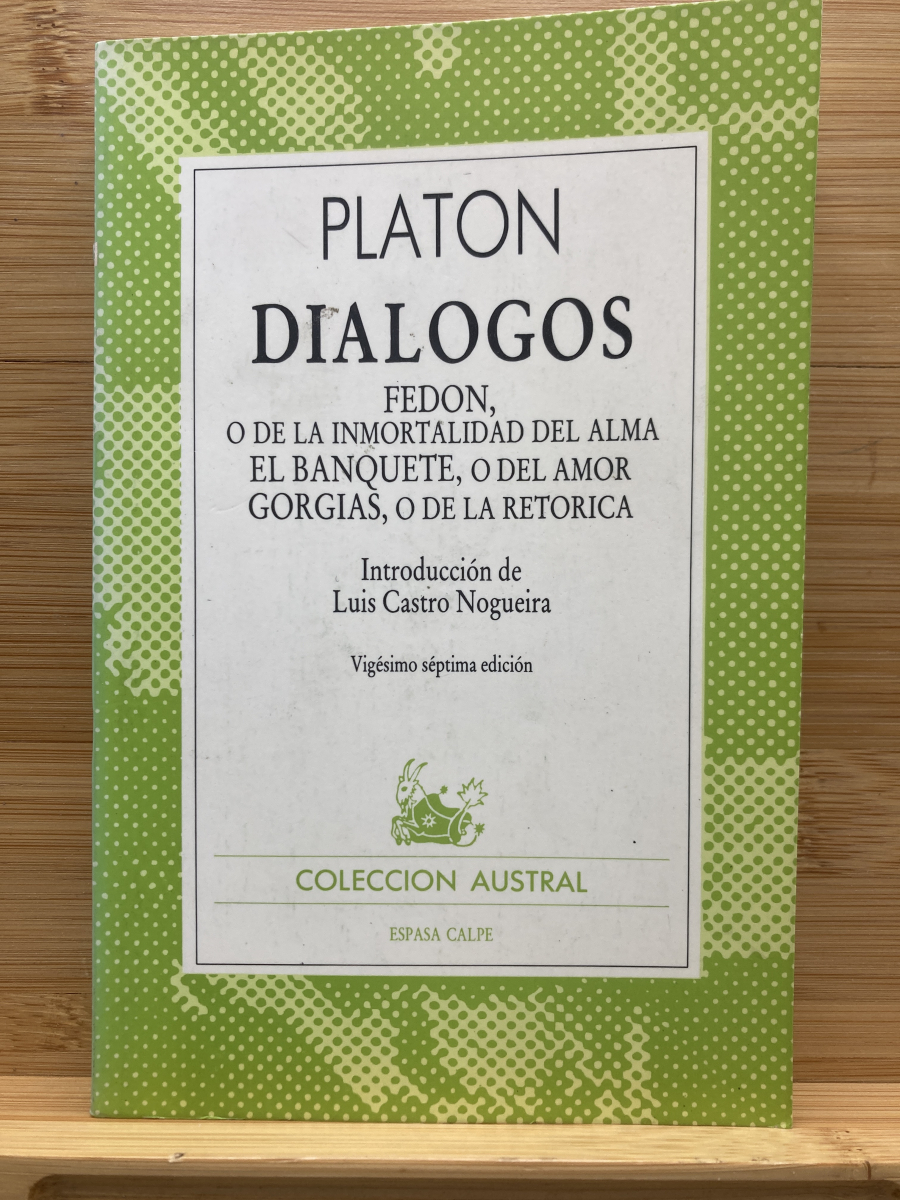 PLATON
DIALOGOS
FEDON,
O DE LA INMORTALIDAD DEL ALMA
EL BANQUETE, O DEL AMOR
GORGIAS, O DE LA RETORICA
Introducción de
Luis Castro Nogueira
Vigésimo séptima edición
COLECCION AUSTRAL
ESPASA CALPE